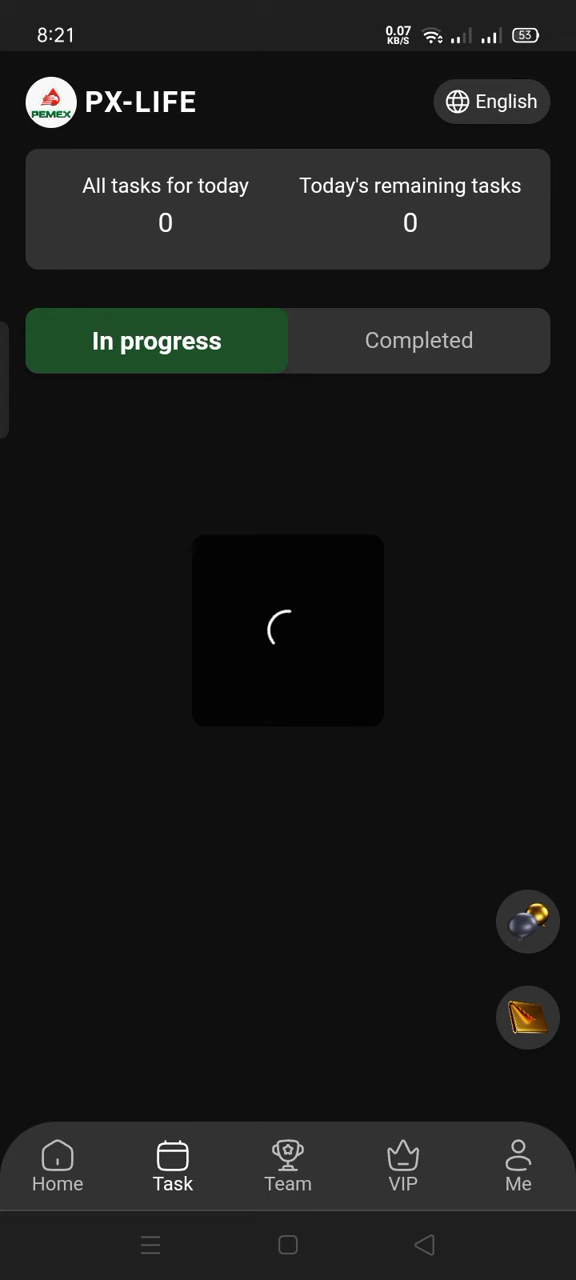 8:21
0.07
KB/S
53
PEMEX
PX-LIFE
English
All tasks for today
Today's remaining tasks
0
0
In progress
Completed
Home
Task
Team
VIP
Me